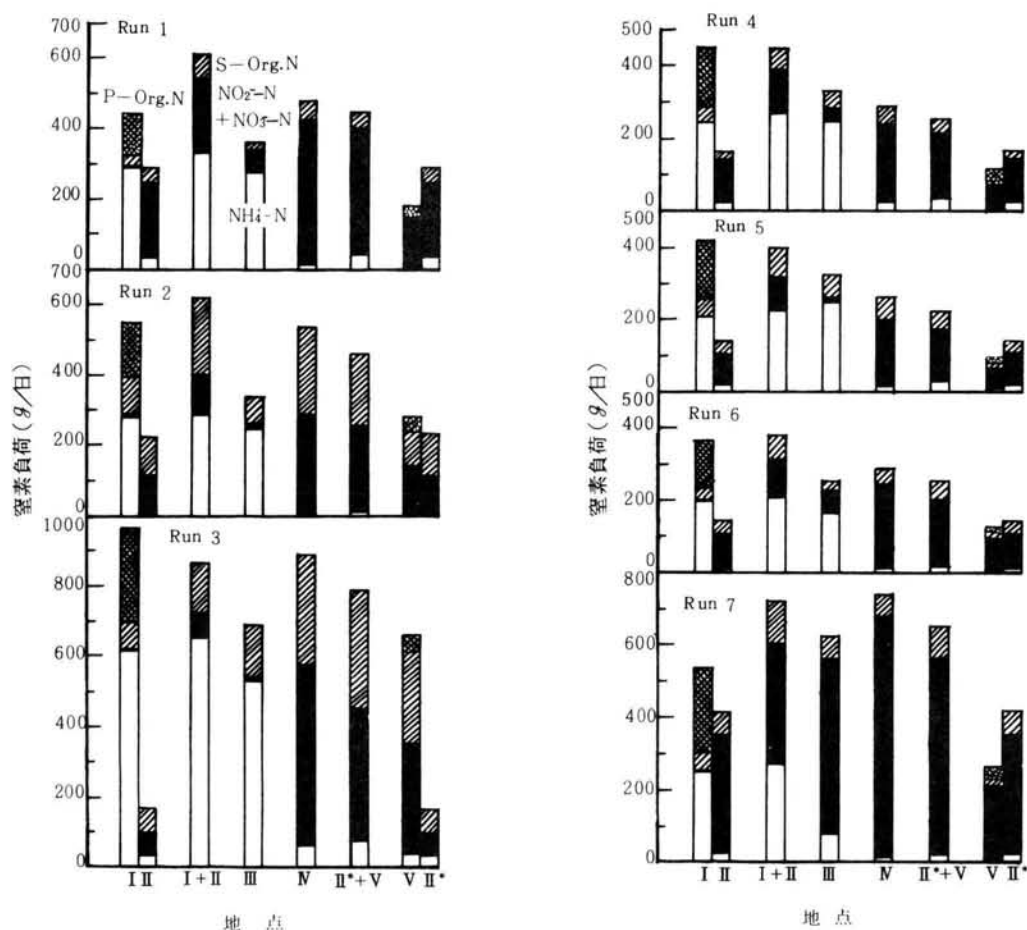 Run 1
700
600
400
200
0
P-Org.N
S-Org.N
NO₂⁻-N
+NO₃⁻-N
NH₄⁺-N
Run 2
700
600
400
200
0
Run 3
1000
800
600
400
200
0
窒素負荷(g/日)
I II I+II III IV II*+V V II*
地点
Run 4
500
400
200
0
Run 5
500
400
200
0
Run 6
500
400
200
0
Run 7
800
600
400
200
0
窒素負荷(g/日)
I II I+II III IV II*+V V II*
地点